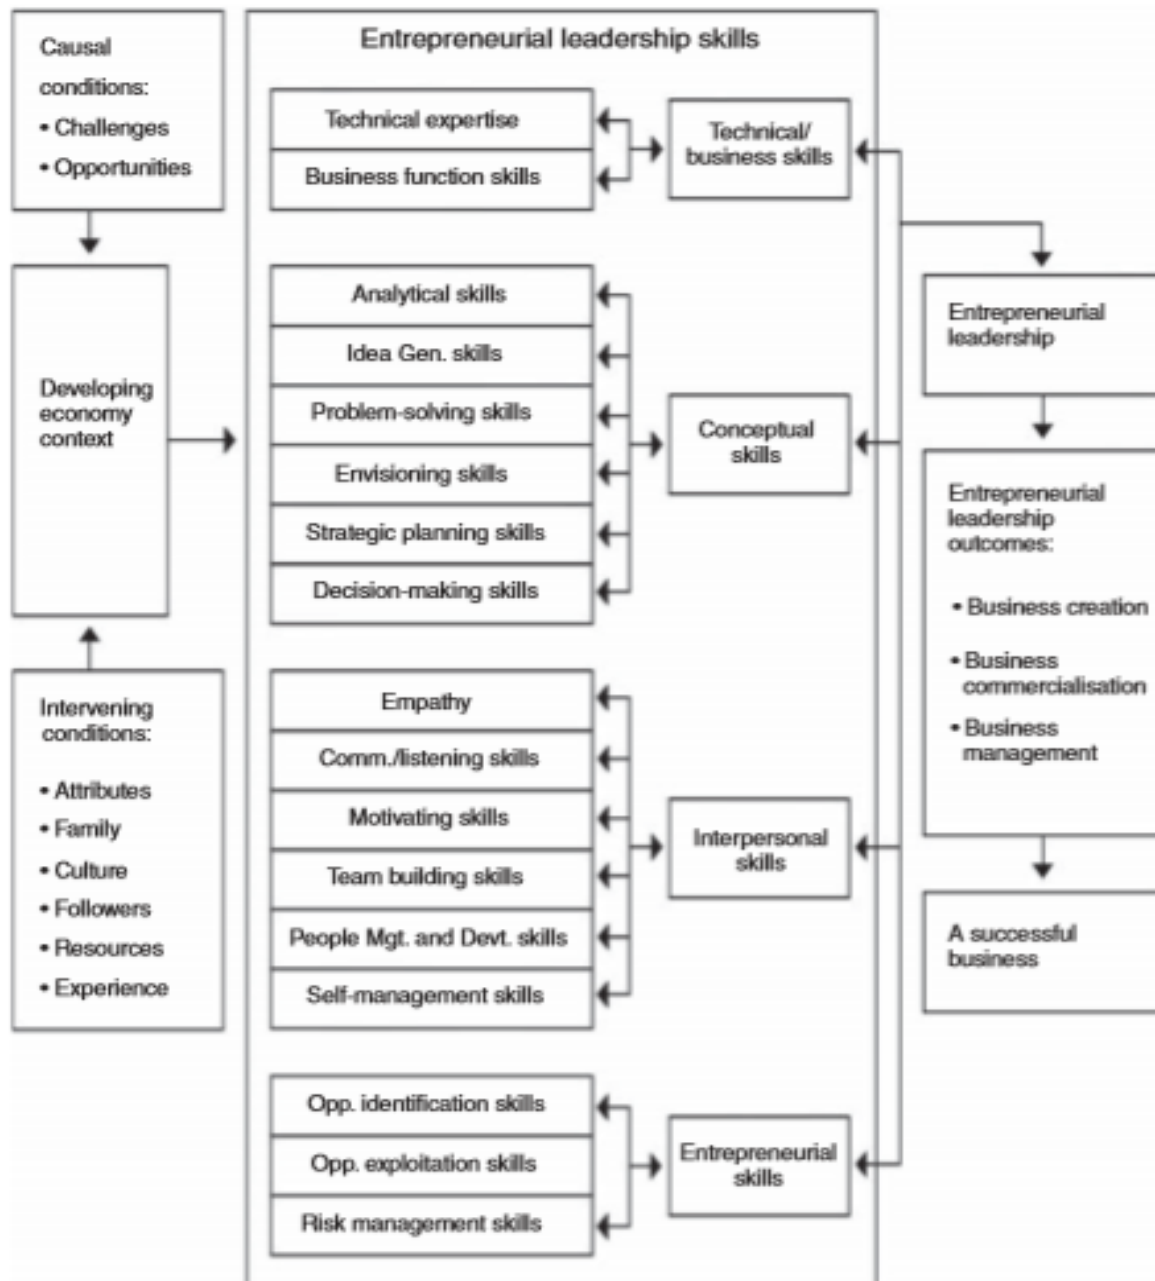 Causal
conditions:
• Challenges
• Opportunities
Developing
economy
context
Intervening
conditions:
• Attributes
• Family
• Culture
• Followers
• Resources
• Experience
Entrepreneurial leadership skills
Technical expertise
Business function skills
Technical/
business skills
Analytical skills
Idea Gen. skills
Problem-solving skills
Envisioning skills
Strategic planning skills
Decision-making skills
Conceptual
skills
Empathy
Comm./listening skills
Motivating skills
Team building skills
People Mgt. and Devt. skills
Self-management skills
Interpersonal
skills
Opp. identification skills
Opp. exploitation skills
Risk management skills
Entrepreneurial
skills
Entrepreneurial
leadership
Entrepreneurial
leadership
outcomes:
• Business creation
• Business
commercialisation
• Business
management
A successful
business